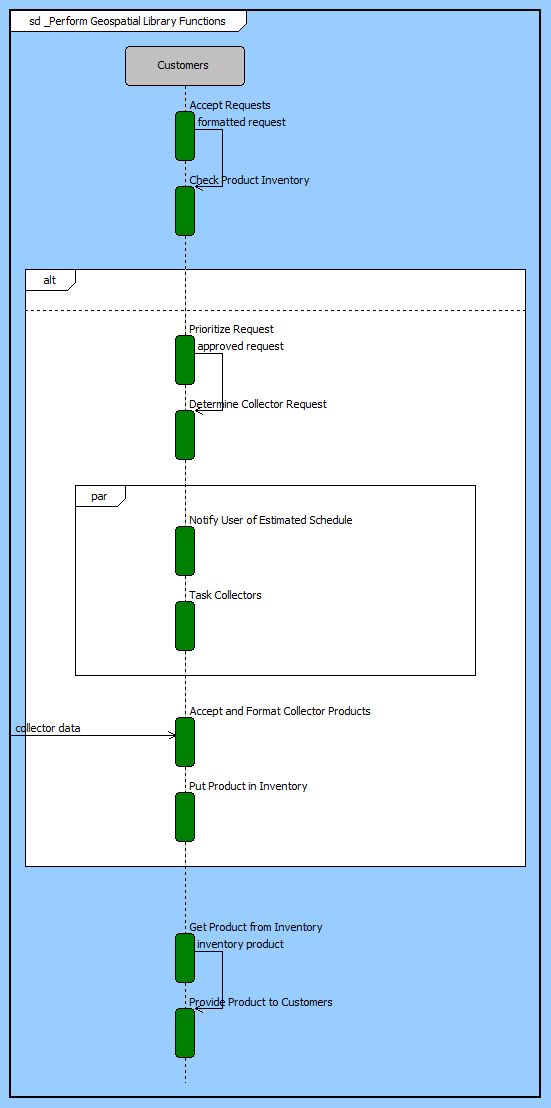 sd _Perform Geospatial Library Functions
Customers
Accept Requests
formatted request
Check Product Inventory
alt
Prioritize Request
approved request
Determine Collector Request
par
Notify User of Estimated Schedule
Task Collectors
Accept and Format Collector Products
collector data
Put Product in Inventory
Get Product from Inventory
inventory product
Provide Product to Customers